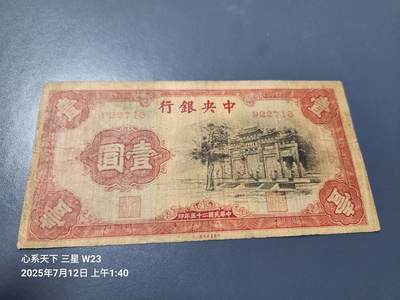 中央銀行
922713
壹
壹
壹圓
壹
壹
中華民國二十五年印
心系天下 三星 W23
2025年7月12日 上午1:40